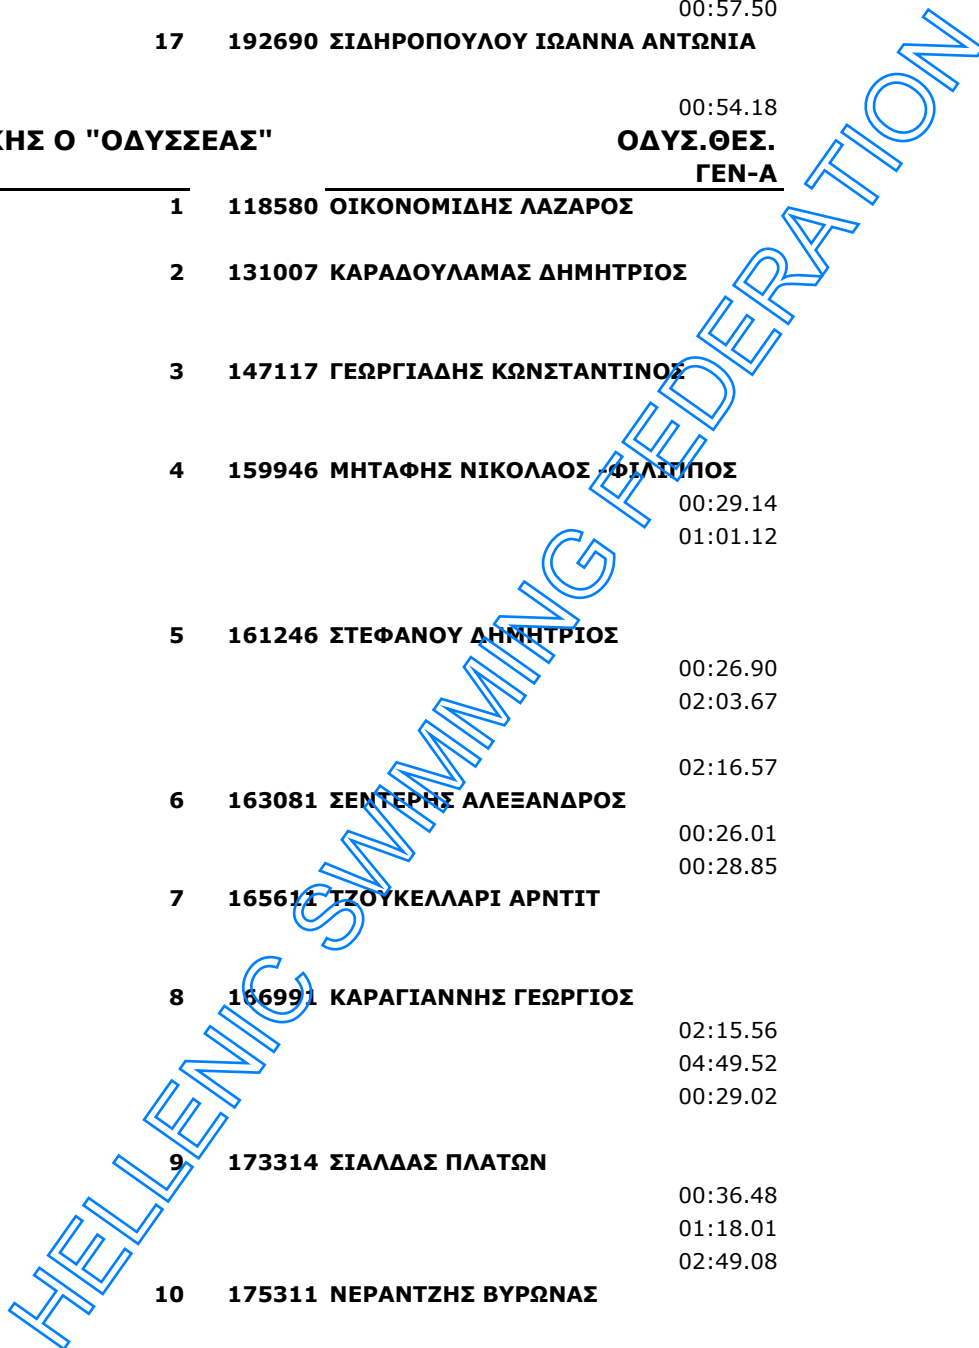 00:57.50
17 192690 ΣΙΔΗΡΟΠΟΥΛΟΥ ΙΩΑΝΝΑ ΑΝΤΩΝΙΑ
00:54.18
ΚΗΣ Ο "ΟΔΥΣΣΕΑΣ" ΟΔΥΣ.ΘΕΣ.
ΓΕΝ-Α
1 118580 ΟΙΚΟΝΟΜΙΔΗΣ ΛΑΖΑΡΟΣ
2 131007 ΚΑΡΑΔΟΥΛΑΜΑΣ ΔΗΜΗΤΡΙΟΣ
3 147117 ΓΕΩΡΓΙΑΔΗΣ ΚΩΝΣΤΑΝΤΙΝΟΣ
4 159946 ΜΗΤΑΦΗΣ ΝΙΚΟΛΑΟΣ -ΦΙΛΙΠΠΟΣ
00:29.14
01:01.12
5 161246 ΣΤΕΦΑΝΟΥ ΔΗΜΗΤΡΙΟΣ
00:26.90
02:03.67
02:16.57
6 163081 ΣΕΝΤΕΡΗΣ ΑΛΕΞΑΝΔΡΟΣ
00:26.01
00:28.85
7 165611 ΤΖΟΥΚΕΛΛΑΡΙ ΑΡΝΤΙΤ
8 166991 ΚΑΡΑΓΙΑΝΝΗΣ ΓΕΩΡΓΙΟΣ
02:15.56
04:49.52
00:29.02
9 173314 ΣΙΑΛΔΑΣ ΠΛΑΤΩΝ
00:36.48
01:18.01
02:49.08
10 175311 ΝΕΡΑΝΤΖΗΣ ΒΥΡΩΝΑΣ
HELLENIC SWIMMING FEDERATION